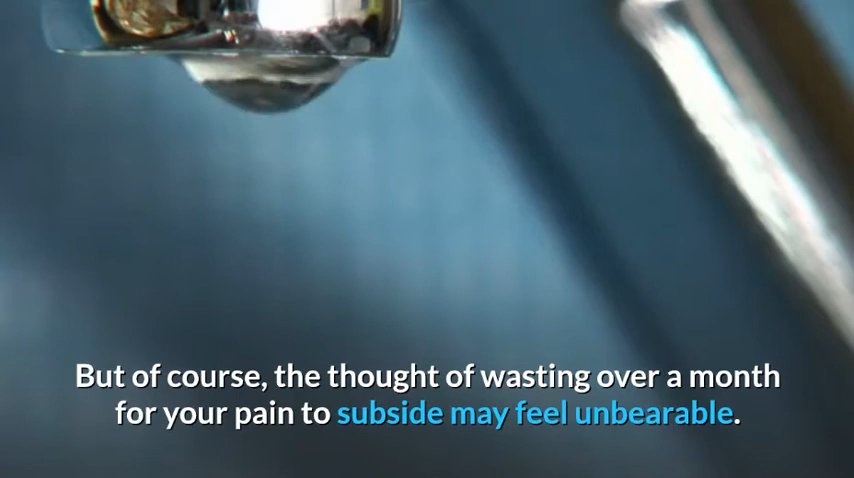 But of course, the thought of wasting over a month
for your pain to subside may feel unbearable.